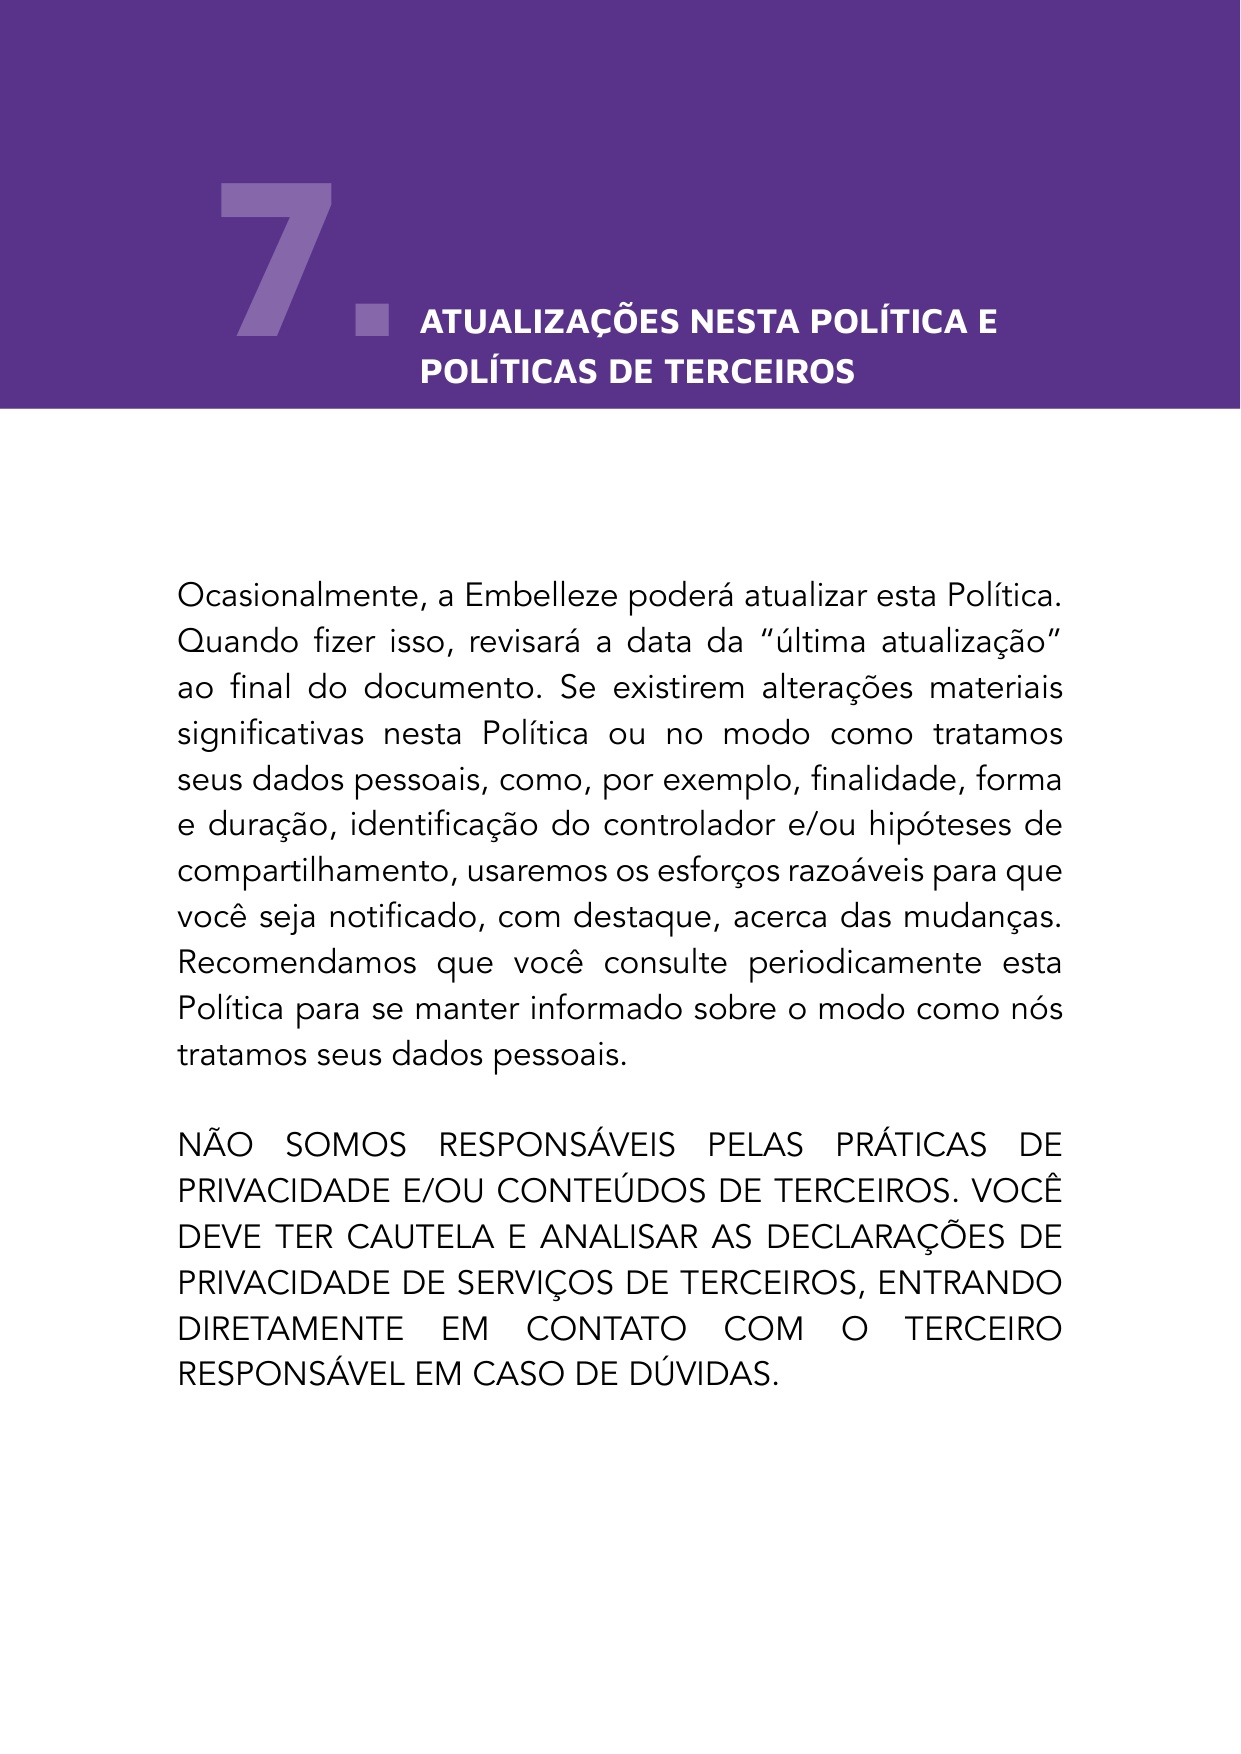 7.
ATUALIZAÇÕES NESTA POLÍTICA E
POLÍTICAS DE TERCEIROS
Ocasionalmente, a Embelleze poderá atualizar esta Política.
Quando fizer isso, revisará a data da “última atualização”
ao final do documento. Se existirem alterações materiais
significativas nesta Política ou no modo como tratamos
seus dados pessoais, como, por exemplo, finalidade, forma
e duração, identificação do controlador e/ou hipóteses de
compartilhamento, usaremos os esforços razoáveis para que
você seja notificado, com destaque, acerca das mudanças.
Recomendamos que você consulte periodicamente esta
Política para se manter informado sobre o modo como nós
tratamos seus dados pessoais.
NÃO SOMOS RESPONSÁVEIS PELAS PRÁTICAS DE
PRIVACIDADE E/OU CONTEÚDOS DE TERCEIROS. VOCÊ
DEVE TER CAUTELA E ANALISAR AS DECLARAÇÕES DE
PRIVACIDADE DE SERVIÇOS DE TERCEIROS, ENTRANDO
DIRETAMENTE EM CONTATO COM O TERCEIRO
RESPONSÁVEL EM CASO DE DÚVIDAS.